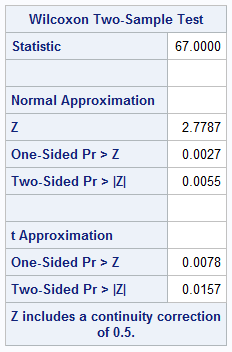 Wilcoxon Two-Sample Test
Statistic 67.0000
Normal Approximation
Z 2.7787
One-Sided Pr > Z 0.0027
Two-Sided Pr > |Z| 0.0055
t Approximation
One-Sided Pr > Z 0.0078
Two-Sided Pr > |Z| 0.0157
Z includes a continuity correction
of 0.5.